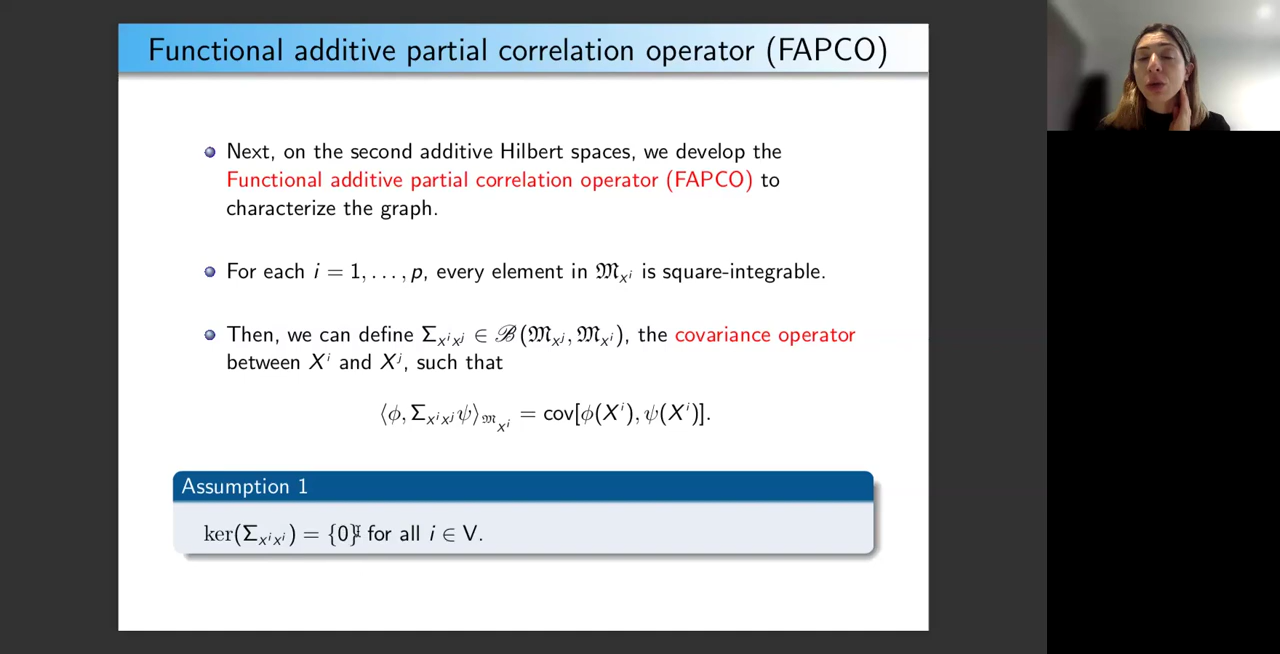 Functional additive partial correlation operator (FAPCO)
Next, on the second additive Hilbert spaces, we develop the
Functional additive partial correlation operator (FAPCO) to
characterize the graph.
For each i = 1, . . . , p, every element in 𝔐_{X^i} is square-integrable.
Then, we can define Σ_{X^i X^j} ∈ ℬ(𝔐_{X^j}, 𝔐_{X^i}), the covariance operator
between X^i and X^j, such that
⟨ϕ, Σ_{X^i X^j} ψ⟩_{𝔐_{X^i}} = cov[ϕ(X^i), ψ(X^i)].
Assumption 1
ker(Σ_{X^i X^i}) = {0} for all i ∈ V.